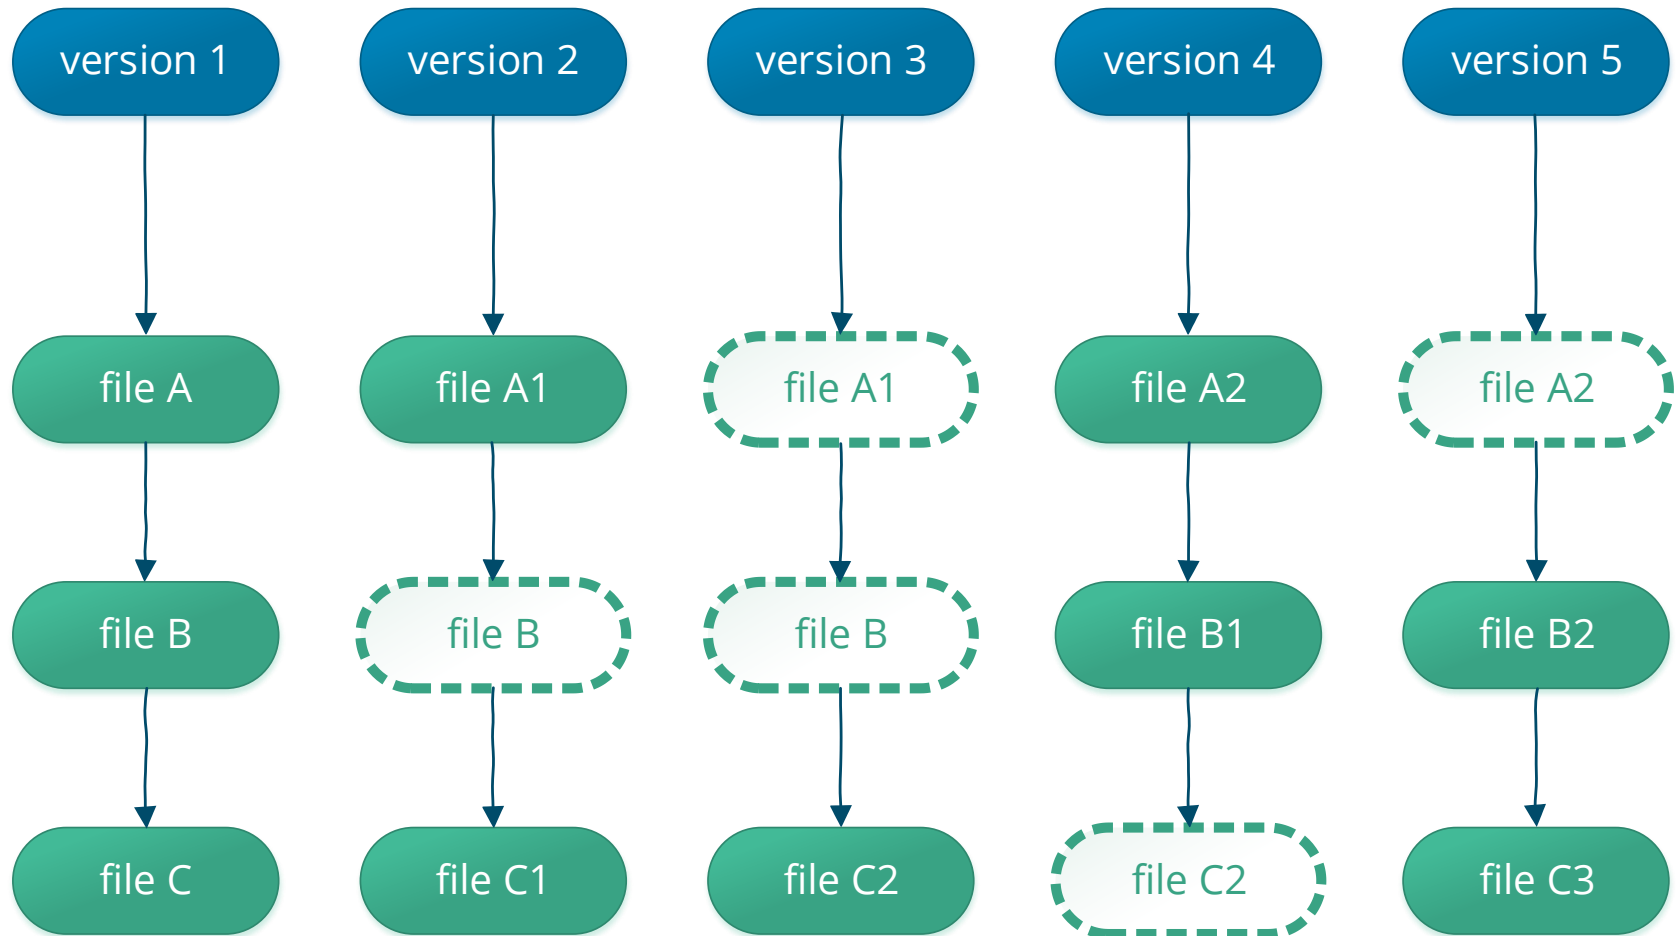 version 1
version 2
version 3
version 4
version 5
file A
file A1
file A1
file A2
file A2
file B
file B
file B
file B1
file B2
file C
file C1
file C2
file C2
file C3